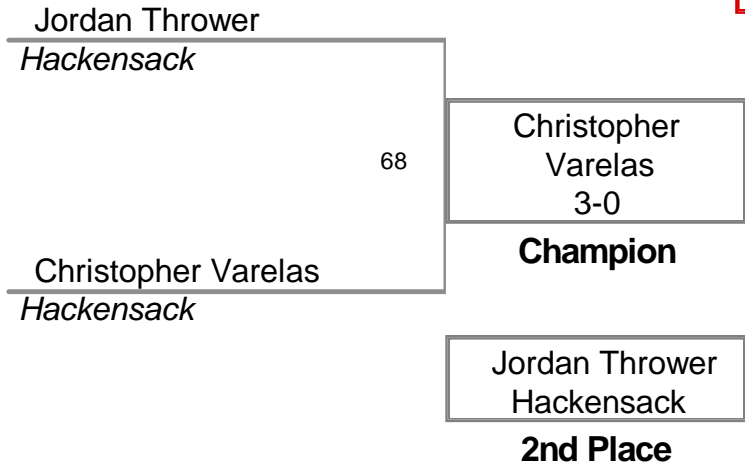 Jordan Thrower
Hackensack
68
Christopher
Varelas
3-0
Champion
Christopher Varelas
Hackensack
Jordan Thrower
Hackensack
2nd Place